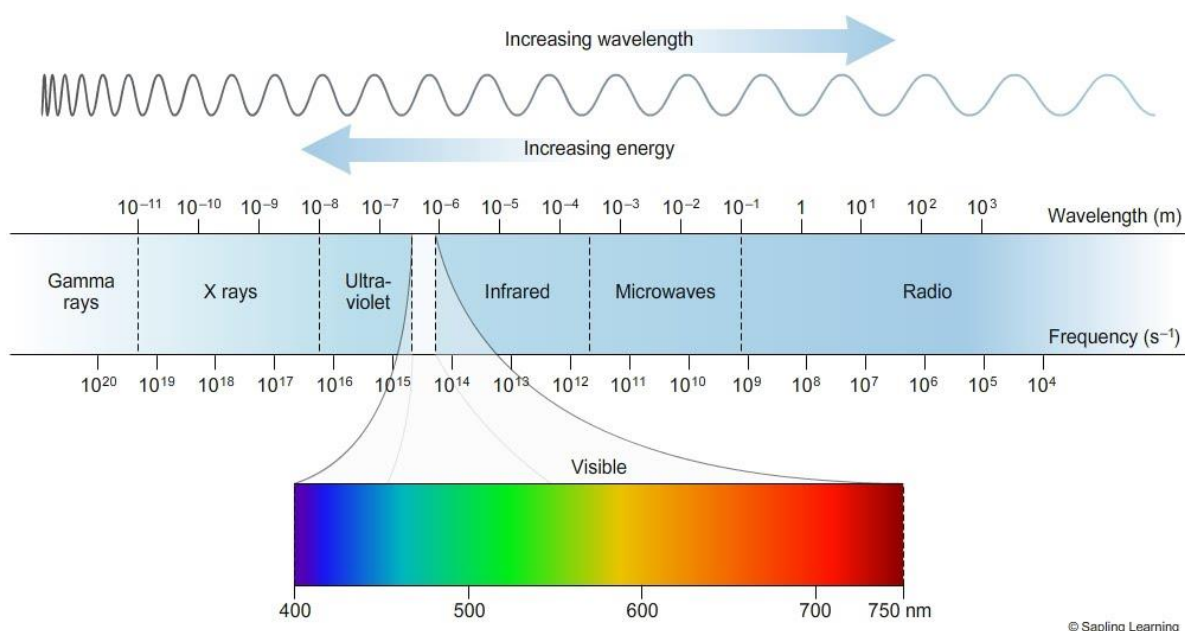 Increasing wavelength
Increasing energy
10⁻¹¹ 10⁻¹⁰ 10⁻⁹ 10⁻⁸ 10⁻⁷ 10⁻⁶ 10⁻⁵ 10⁻⁴ 10⁻³ 10⁻² 10⁻¹ 1 10¹ 10² 10³ Wavelength (m)
Gamma rays X rays Ultra-violet Infrared Microwaves Radio
Frequency (s⁻¹)
10²⁰ 10¹⁹ 10¹⁸ 10¹⁷ 10¹⁶ 10¹⁵ 10¹⁴ 10¹³ 10¹² 10¹¹ 10¹⁰ 10⁹ 10⁸ 10⁷ 10⁶ 10⁵ 10⁴
Visible
400 500 600 700 750 nm
© Sapling Learning